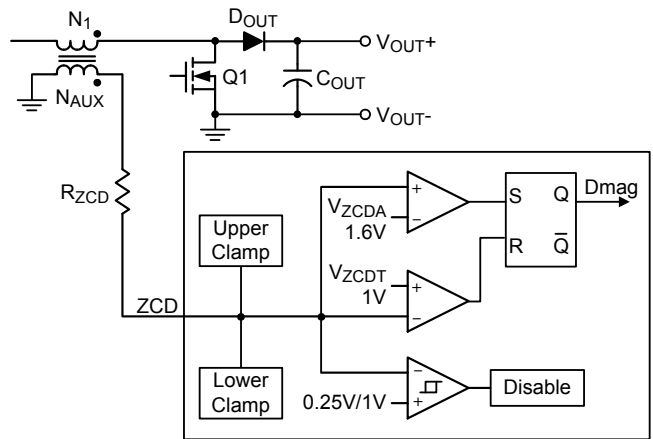 N1
DOUT
VOUT+
Q1
COUT
NAUX
VOUT-
RZCD
Upper
Clamp
VZCDA
1.6V
+
−
S
Q
Dmag
R
Q̅
VZCDT
1V
+
−
ZCD
Lower
Clamp
0.25V/1V
−
+
Disable